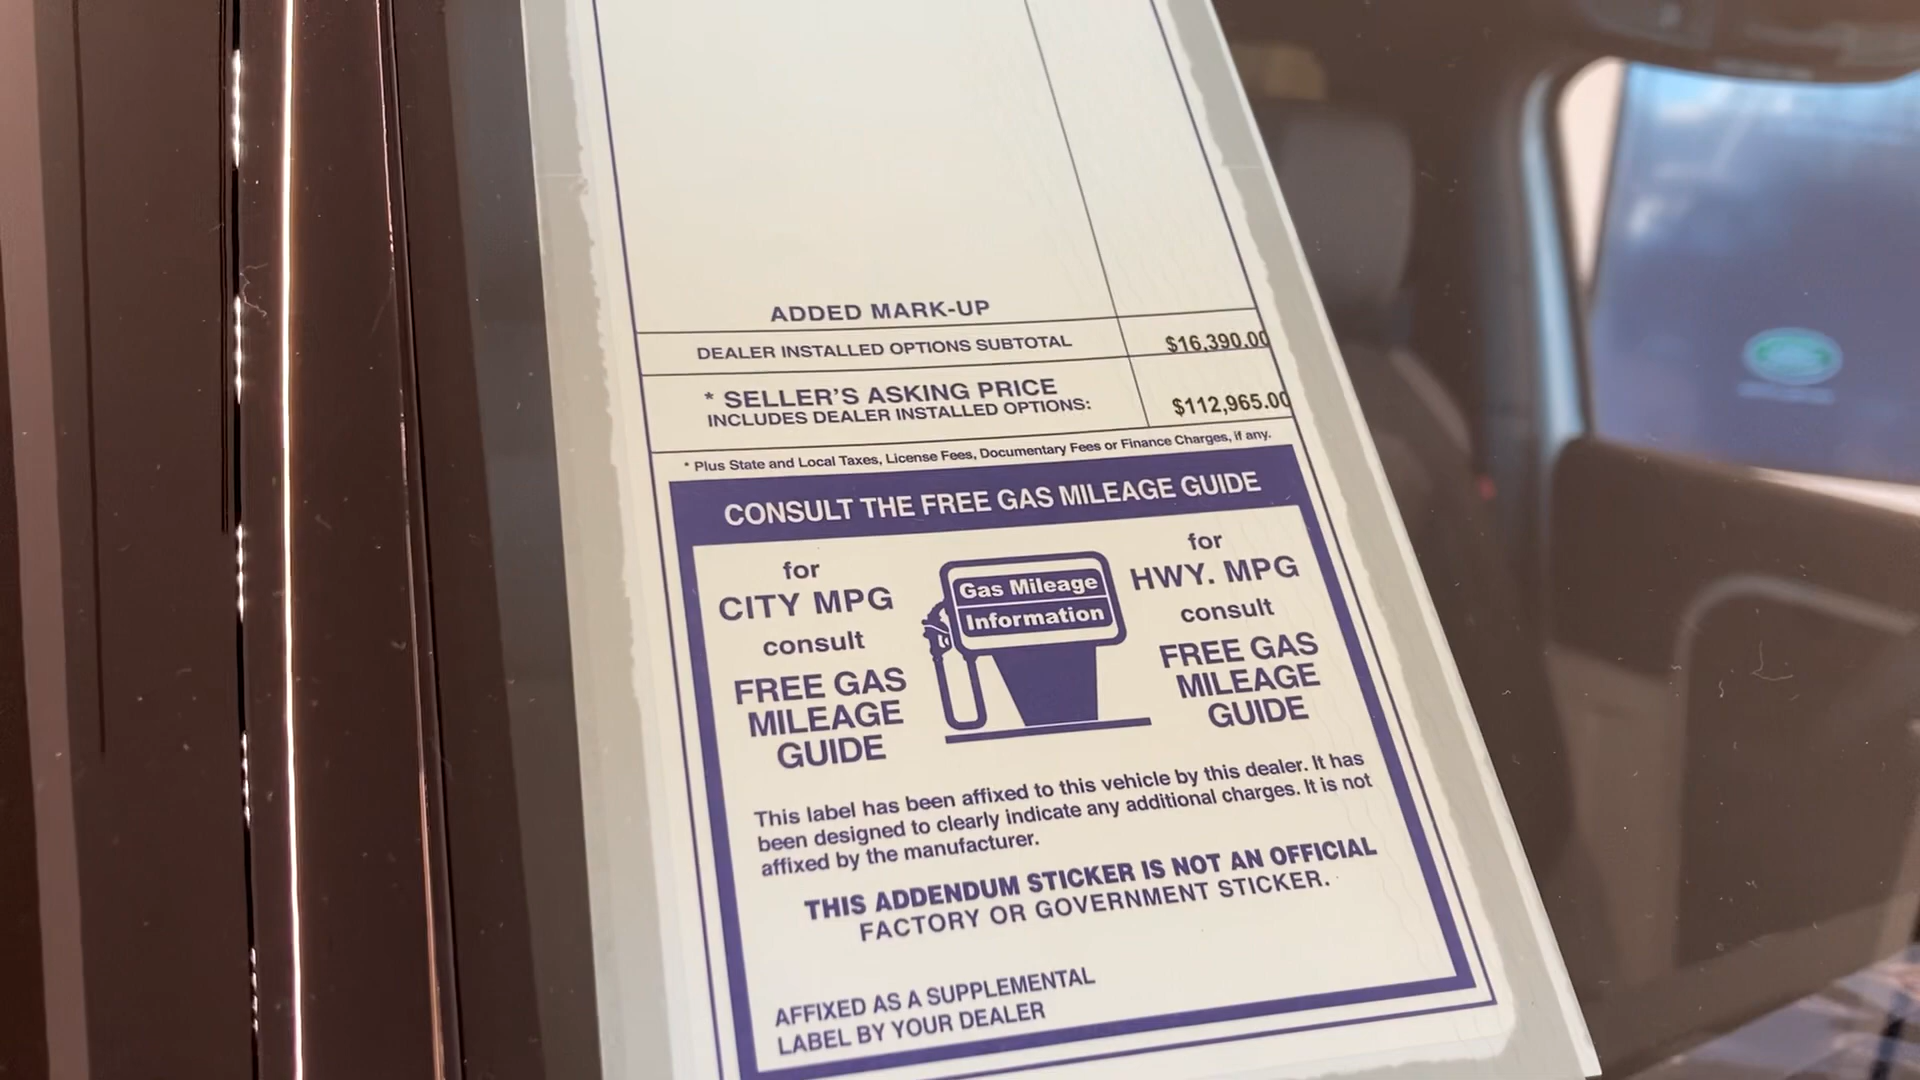 ADDED MARK-UP
DEALER INSTALLED OPTIONS SUBTOTAL $16,390.00
* SELLER'S ASKING PRICE
INCLUDES DEALER INSTALLED OPTIONS: $112,965.00
* Plus State and Local Taxes, License Fees, Documentary Fees or Finance Charges, if any.
CONSULT THE FREE GAS MILEAGE GUIDE
for
CITY MPG
consult
FREE GAS
MILEAGE
GUIDE
Gas Mileage
Information
for
HWY. MPG
consult
FREE GAS
MILEAGE
GUIDE
This label has been affixed to this vehicle by this dealer. It has
been designed to clearly indicate any additional charges. It is not
affixed by the manufacturer.
THIS ADDENDUM STICKER IS NOT AN OFFICIAL
FACTORY OR GOVERNMENT STICKER.
AFFIXED AS A SUPPLEMENTAL
LABEL BY YOUR DEALER